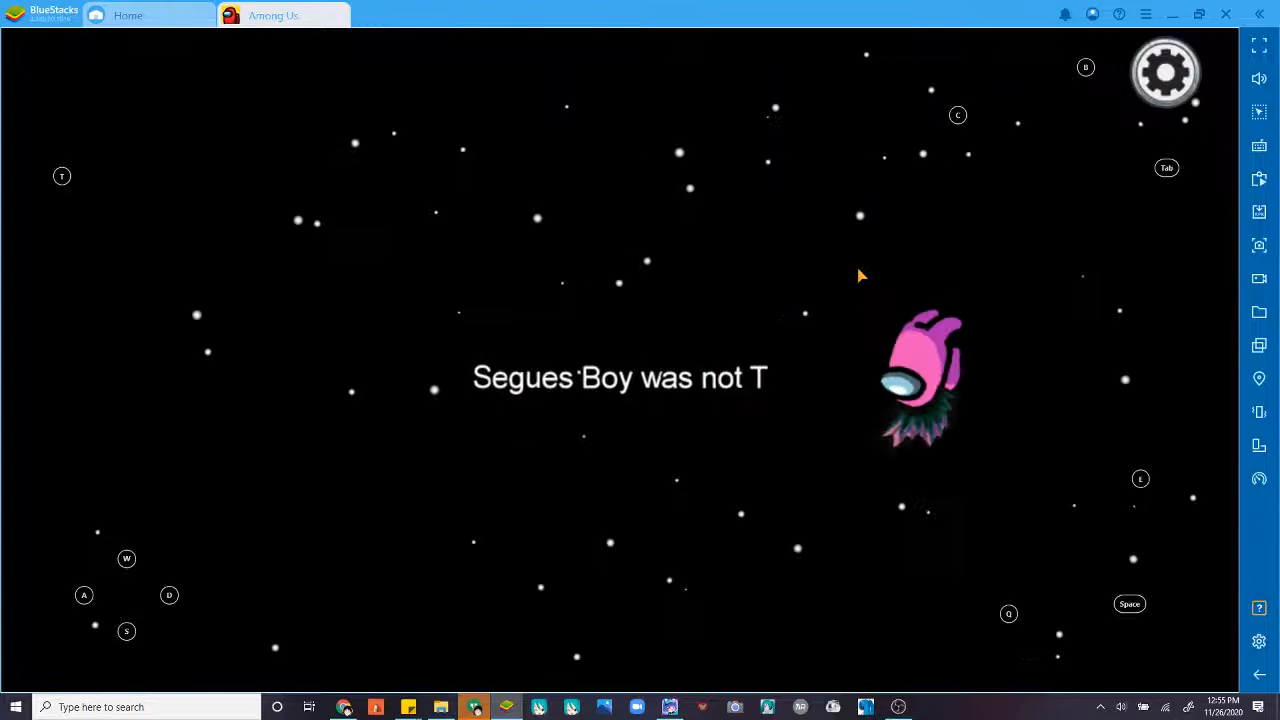 BlueStacks
Home
Among Us
B
C
T
Tab
Segues Boy was not T
E
W
A
D
S
Q
Space
Type here to search
12:55 PM
11/26/2020